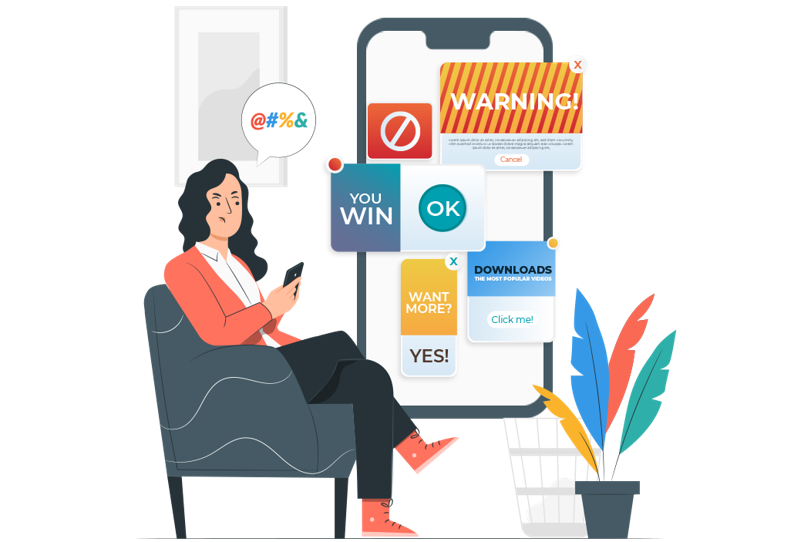 @#%&
X
WARNING!
Cancel
YOU
WIN
OK
X
WANT
MORE?
YES!
DOWNLOADS
THE MOST POPULAR VIDEOS
Click me!